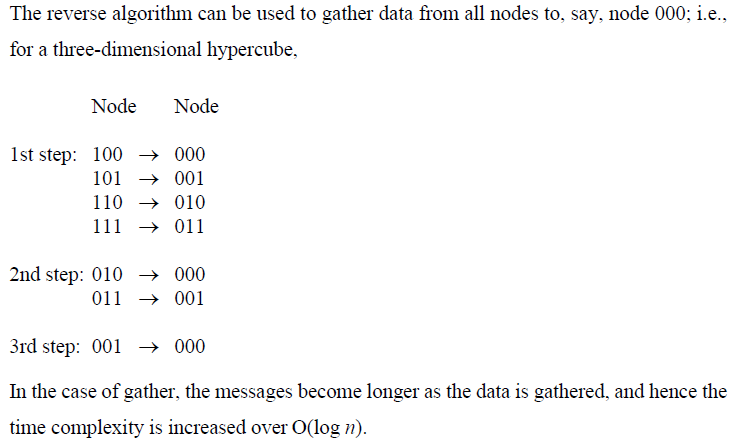 The reverse algorithm can be used to gather data from all nodes to, say, node 000; i.e.,
for a three-dimensional hypercube,
Node Node
1st step: 100 → 000
101 → 001
110 → 010
111 → 011
2nd step: 010 → 000
011 → 001
3rd step: 001 → 000
In the case of gather, the messages become longer as the data is gathered, and hence the
time complexity is increased over O(log n).